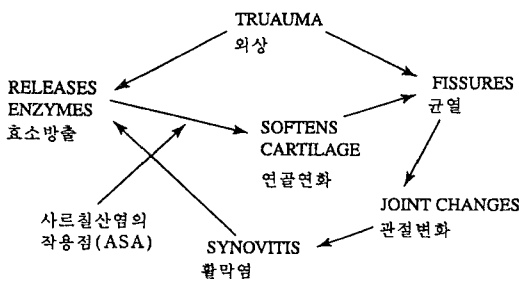 TRUAUMA
외상
RELEASES
ENZYMES
효소방출
FISSURES
균열
SOFTENS
CARTILAGE
연골연화
JOINT CHANGES
관절변화
사르칠산염의
작용점(ASA)
SYNOVITIS
활막염